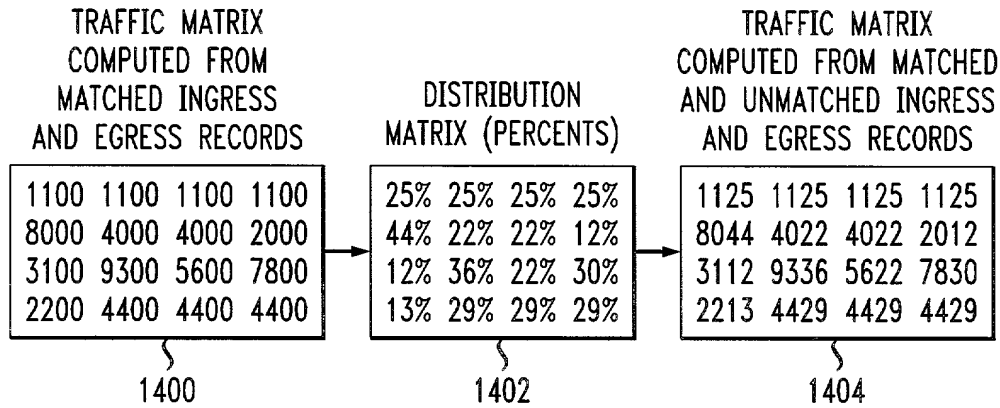 TRAFFIC MATRIX
COMPUTED FROM
MATCHED INGRESS
AND EGRESS RECORDS
1100 1100 1100 1100
8000 4000 4000 2000
3100 9300 5600 7800
2200 4400 4400 4400
1400
DISTRIBUTION
MATRIX (PERCENTS)
25% 25% 25% 25%
44% 22% 22% 12%
12% 36% 22% 30%
13% 29% 29% 29%
1402
TRAFFIC MATRIX
COMPUTED FROM MATCHED
AND UNMATCHED INGRESS
AND EGRESS RECORDS
1125 1125 1125 1125
8044 4022 4022 2012
3112 9336 5622 7830
2213 4429 4429 4429
1404